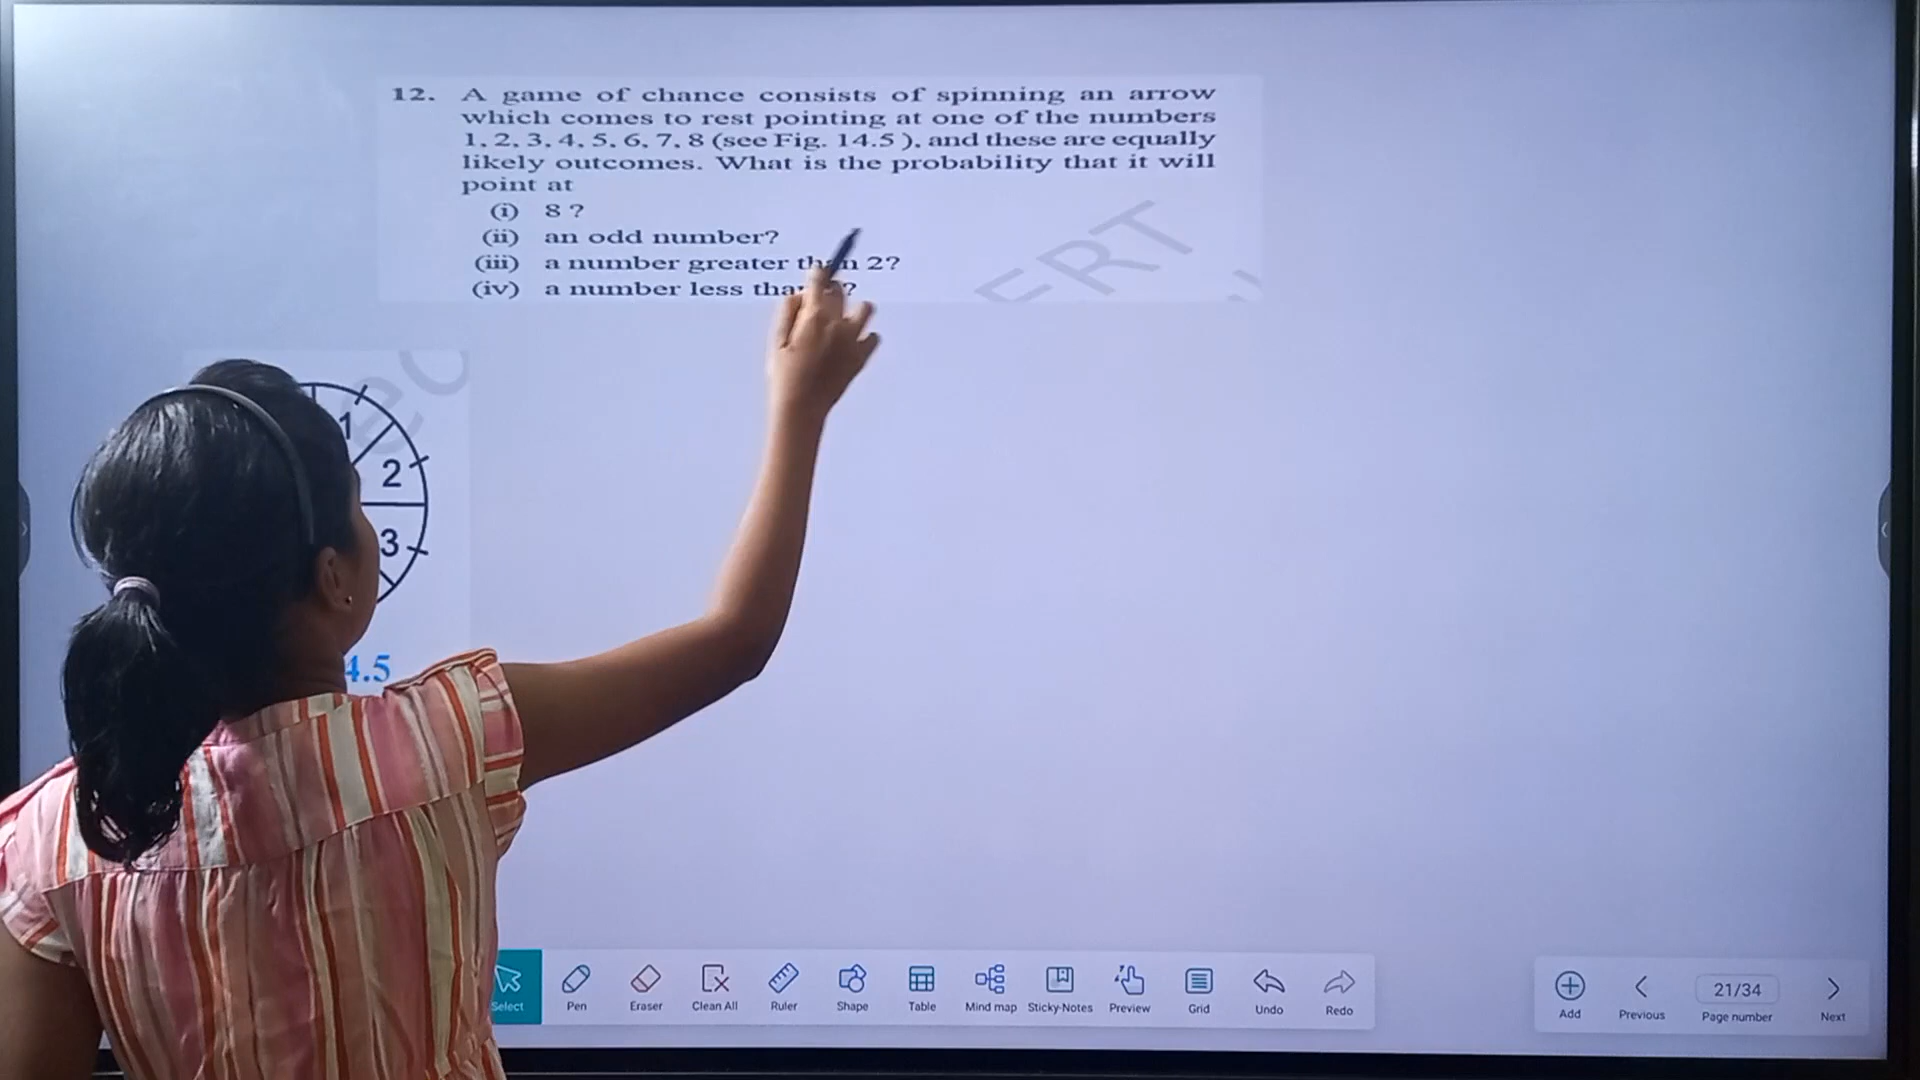 12. A game of chance consists of spinning an arrow
which comes to rest pointing at one of the numbers
1, 2, 3, 4, 5, 6, 7, 8 (see Fig. 14.5 ), and these are equally
likely outcomes. What is the probability that it will
point at
(i) 8 ?
(ii) an odd number?
(iii) a number greater than 2?
(iv) a number less than ?
1
2
3
4.5
Select
Pen
Eraser
Clean All
Ruler
Shape
Table
Mind map
Sticky-Notes
Preview
Grid
Undo
Redo
Add
Previous
21/34
Page number
Next